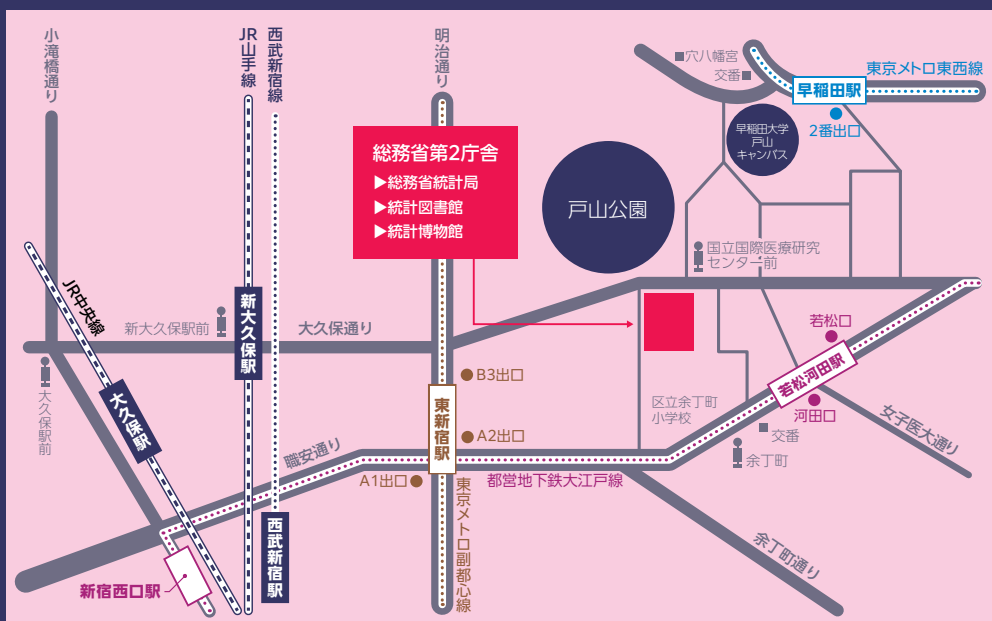 小滝橋通り
JR山手線
西武新宿線
明治通り
穴八幡宮
交番
東京メトロ東西線
早稲田駅
2番出口
早稲田大学
戸山
キャンパス
総務省第2庁舎
▶総務省統計局
▶統計図書館
▶統計博物館
戸山公園
国立国際医療研究
センター前
JR中央線
新大久保駅前
新大久保駅
大久保通り
若松口
若松河田駅
河田口
大久保駅前
大久保駅
B3出口
東新宿駅
A2出口
区立余丁町
小学校
交番
余丁町
女子医大通り
職安通り
A1出口
都営地下鉄大江戸線
東京メトロ副都心線
西武新宿駅
余丁町通り
新宿西口駅